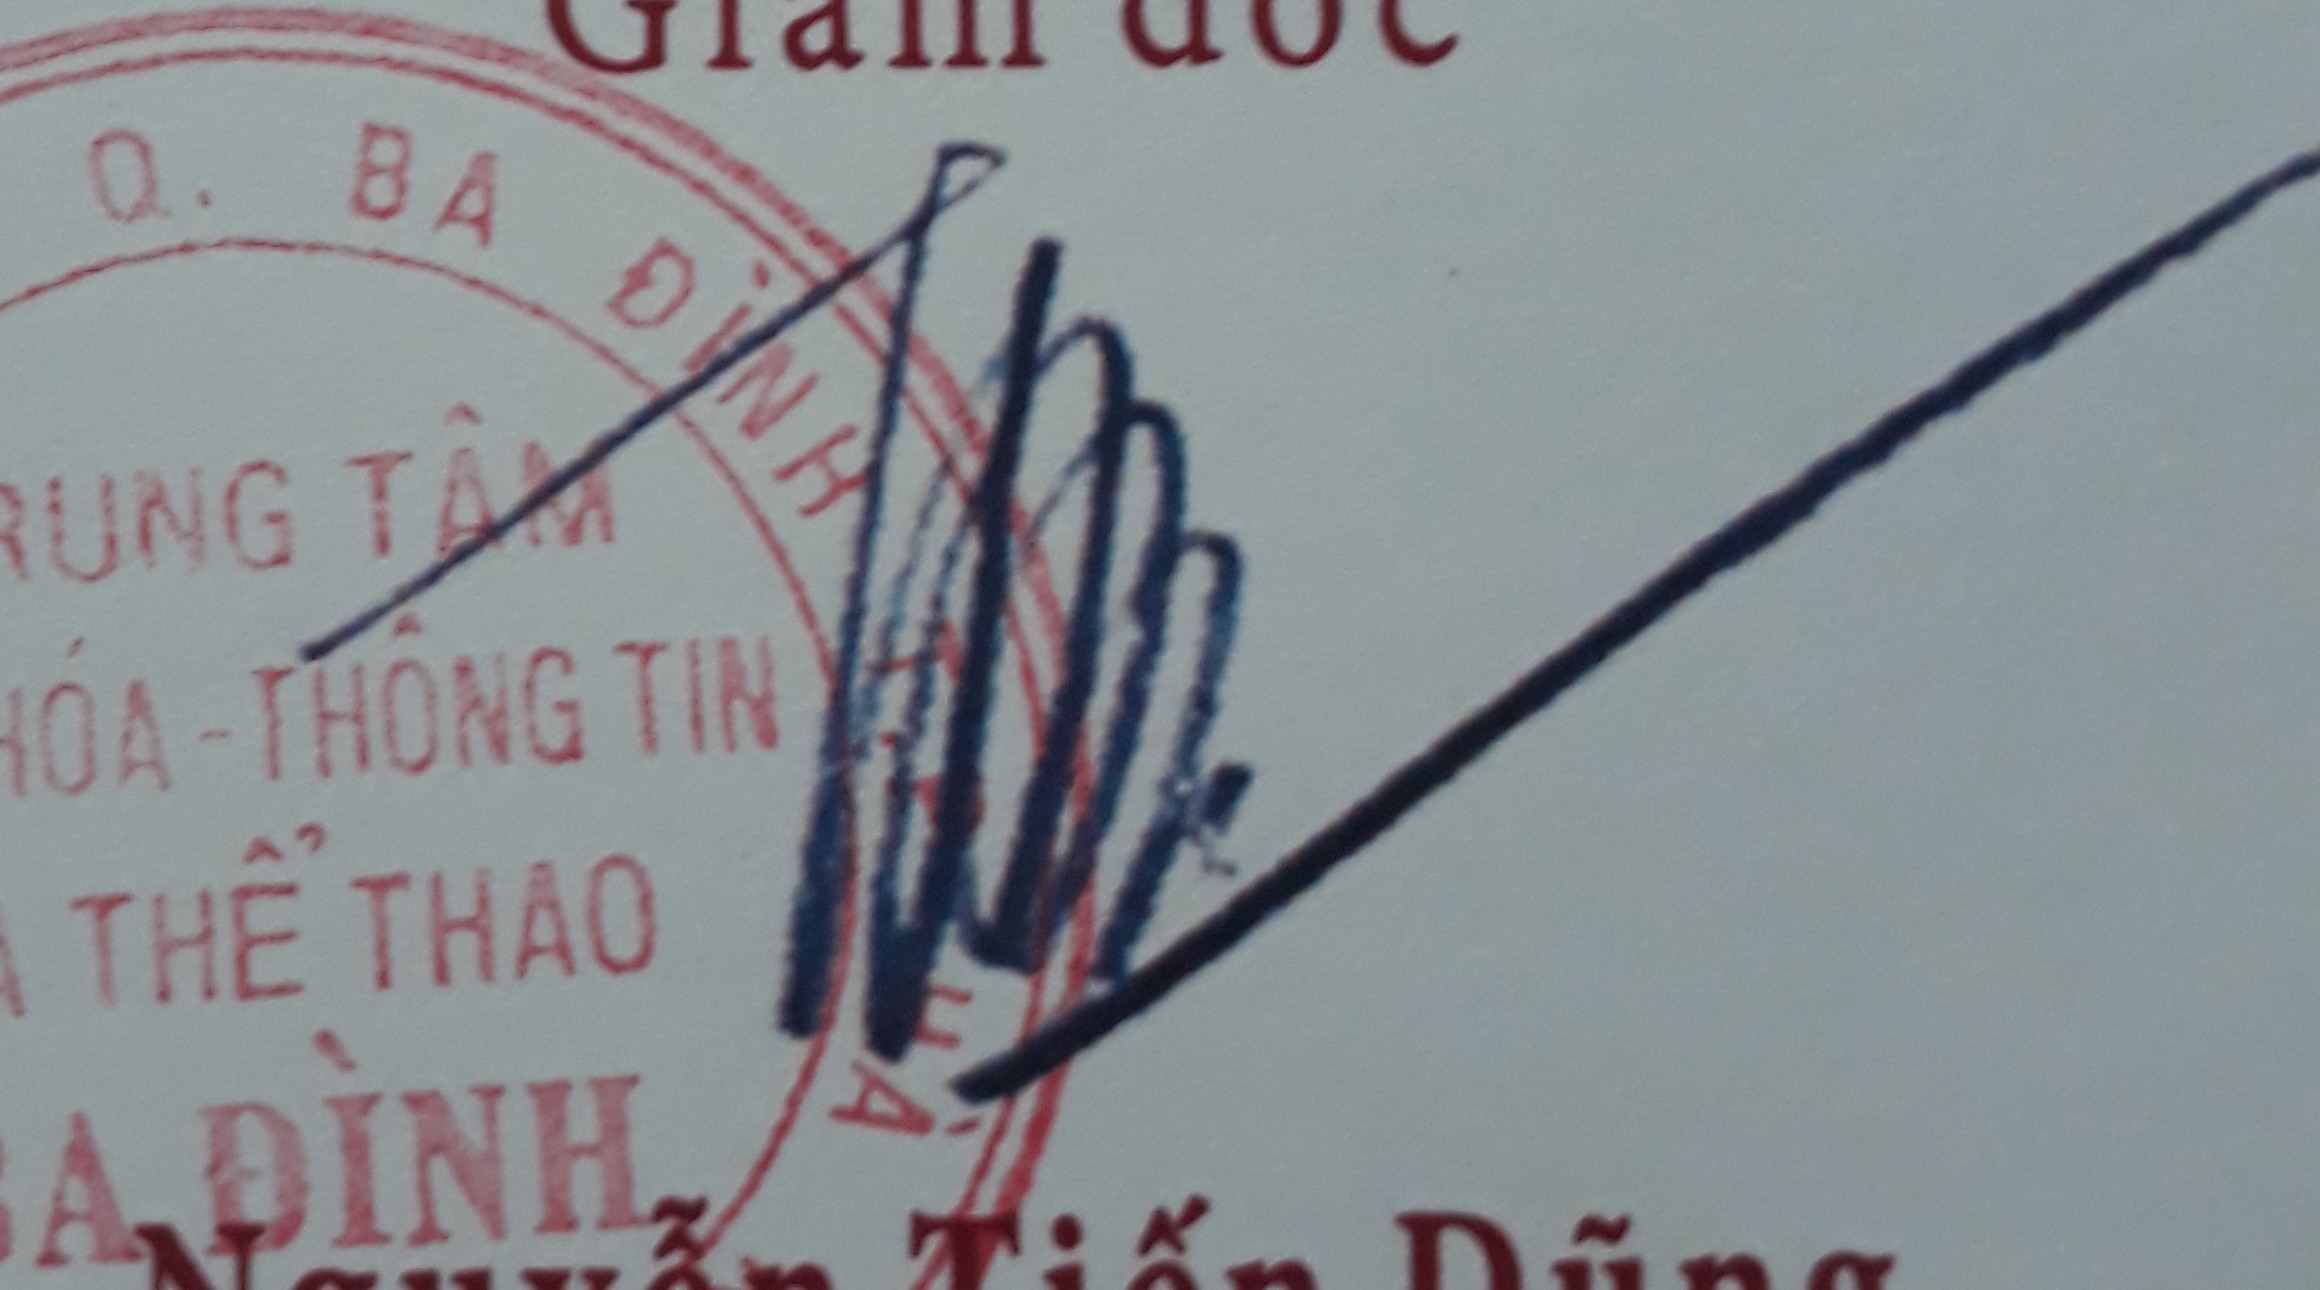 Giám đốc
Q. BA ĐÌNH
RUNG TÂM
HÓA - THÔNG TIN
THỂ THAO
BA ĐÌNH
Nguyễn Tiến Dũng